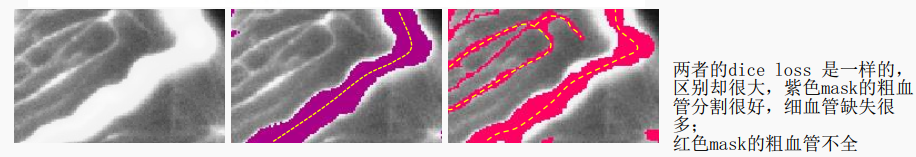 两者的dice loss 是一样的，
区别却很大，紫色mask的粗血
管分割很好，细血管缺失很
多；
红色mask的粗血管不全